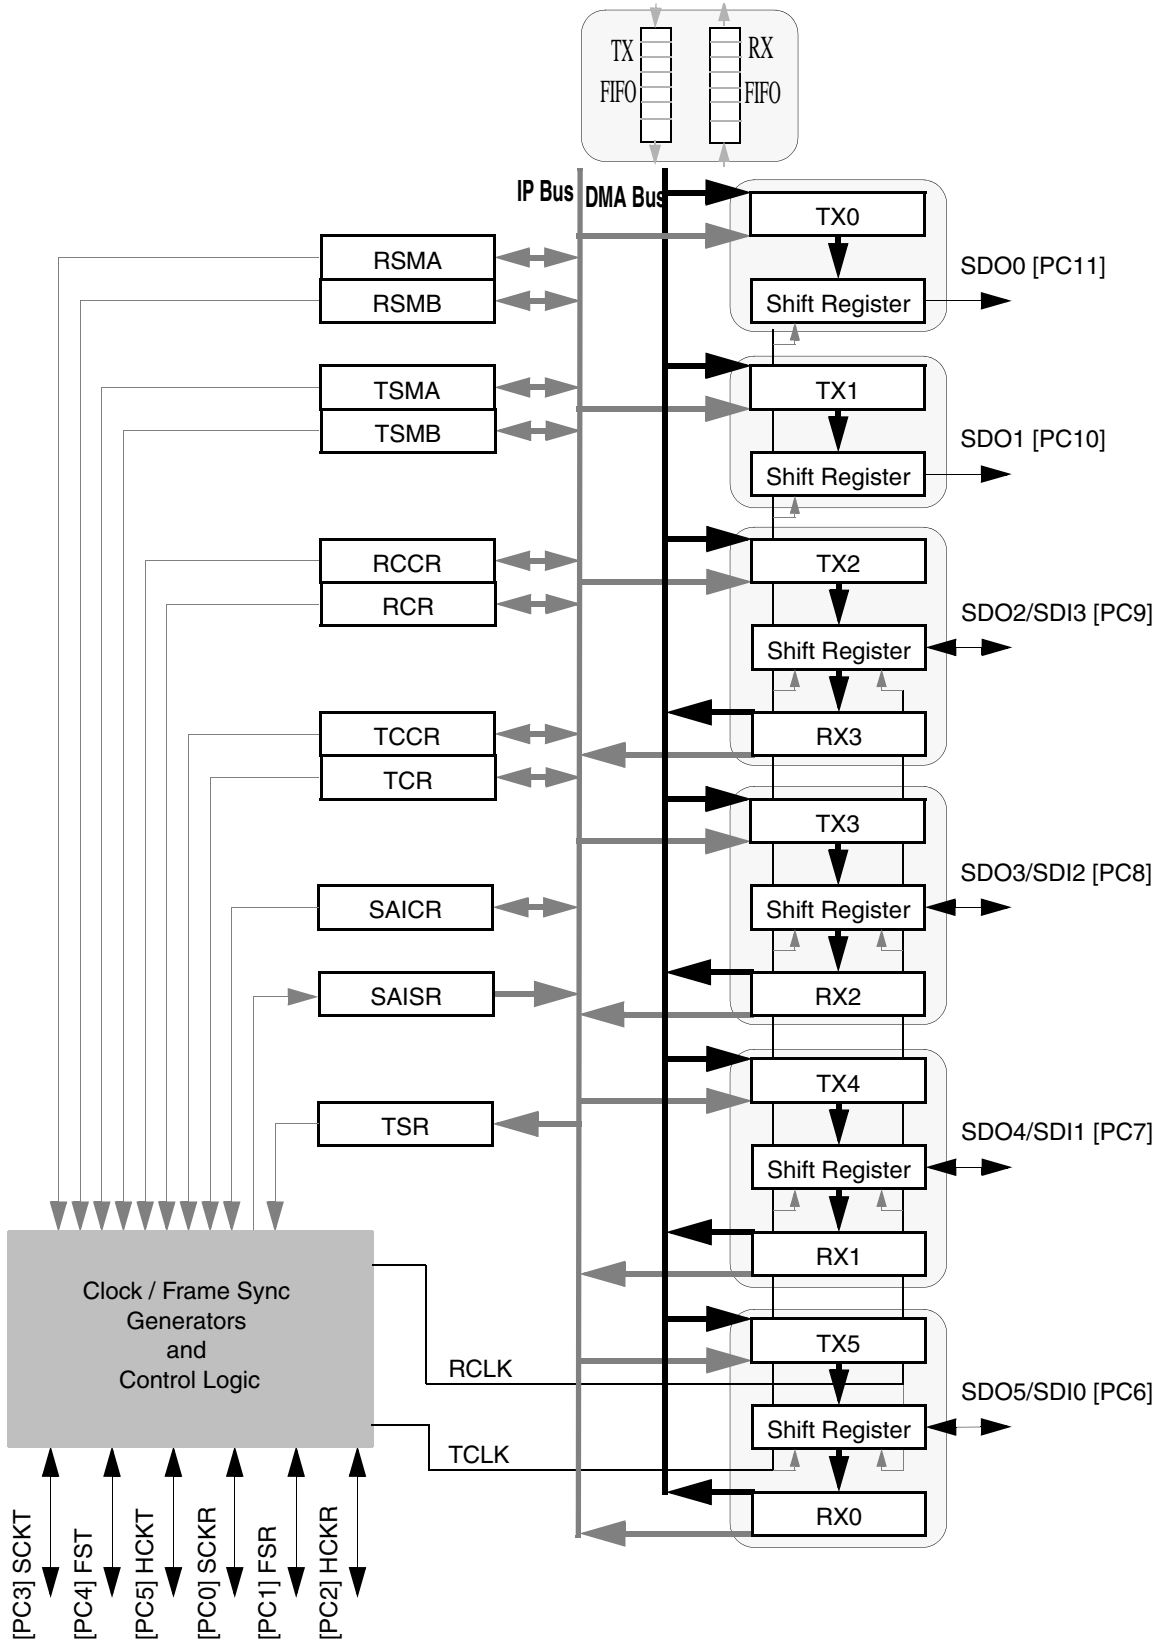 TX
FIFO
RX
FIFO
IP Bus
DMA Bus
TX0
Shift Register
SDO0 [PC11]
RSMA
RSMB
TX1
Shift Register
SDO1 [PC10]
TSMA
TSMB
TX2
Shift Register
RX3
SDO2/SDI3 [PC9]
RCCR
RCR
TCCR
TCR
TX3
Shift Register
RX2
SDO3/SDI2 [PC8]
SAICR
SAISR
TX4
Shift Register
RX1
SDO4/SDI1 [PC7]
TSR
Clock / Frame Sync
Generators
and
Control Logic
RCLK
TCLK
TX5
Shift Register
RX0
SDO5/SDI0 [PC6]
[PC3] SCKT
[PC4] FST
[PC5] HCKT
[PC0] SCKR
[PC1] FSR
[PC2] HCKR